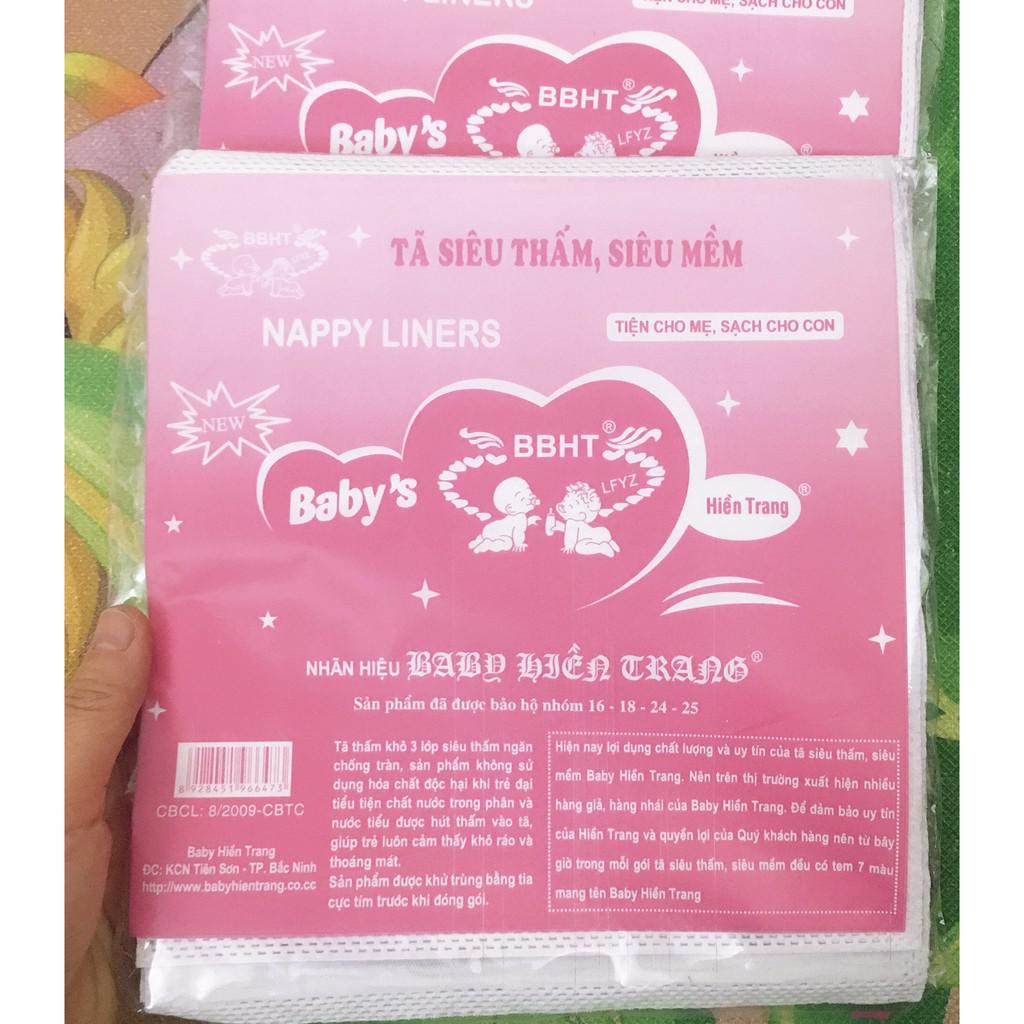 NEW
BBHT®
Baby's
LFYZ
BBHT
TÃ SIÊU THẤM, SIÊU MỀM
NAPPY LINERS
TIỆN CHO MẸ, SẠCH CHO CON
NEW
BBHT®
LFYZ
Baby's
Hiền Trang®
NHÃN HIỆU BABY HIỀN TRANG®
Sản phẩm đã được bảo hộ nhóm 16 - 18 - 24 - 25
8 928451 966473
CBCL: 8/2009-CBTC
Baby Hiền Trang
ĐC: KCN Tiên Sơn - TP. Bắc Ninh
http://www.babyhientrang.co.cc
Tã thấm khô 3 lớp siêu thấm ngăn
chống tràn, sản phẩm không sử
dụng hóa chất độc hại khi trẻ đại
tiểu tiện chất nước trong phân và
nước tiểu được hút thấm vào tã,
giúp trẻ luôn cảm thấy khô ráo và
thoáng mát.
Sản phẩm được khử trùng bằng tia
cực tím trước khi đóng gói.
Hiện nay lợi dụng chất lượng và uy tín của tã siêu thấm, siêu
mềm Baby Hiền Trang. Nên trên thị trường xuất hiện nhiều
hàng giả, hàng nhái của Baby Hiền Trang. Để đảm bảo uy tín
của Hiền Trang và quyền lợi của Quý khách hàng nên từ bây
giờ trong mỗi gói tã siêu thấm, siêu mềm đều có tem 7 màu
mang tên Baby Hiền Trang